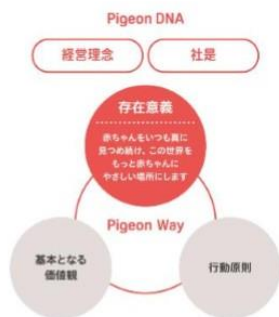 Pigeon DNA
経営理念
社是
存在意義
赤ちゃんをいつも真に
見つめ続け、この世界を
もっと赤ちゃんに
やさしい場所にします
Pigeon Way
基本となる
価値観
行動原則